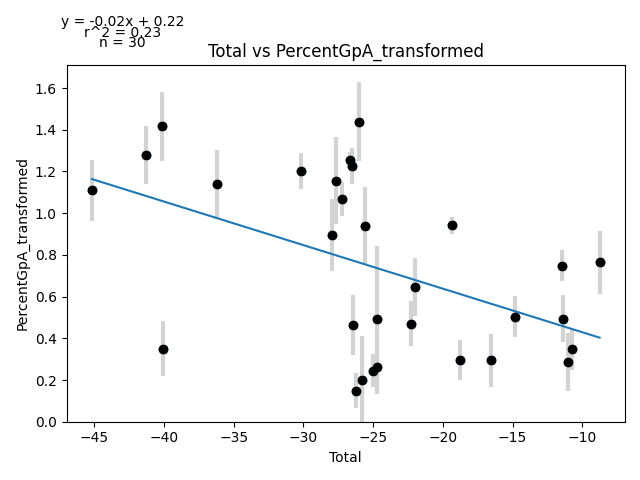 y = -0.02x + 0.22
r^2 = 0.23
n = 30
Total vs PercentGpA_transformed
PercentGpA_transformed
1.6
1.4
1.2
1.0
0.8
0.6
0.4
0.2
0.0
−45
−40
−35
−30
−25
−20
−15
−10
Total